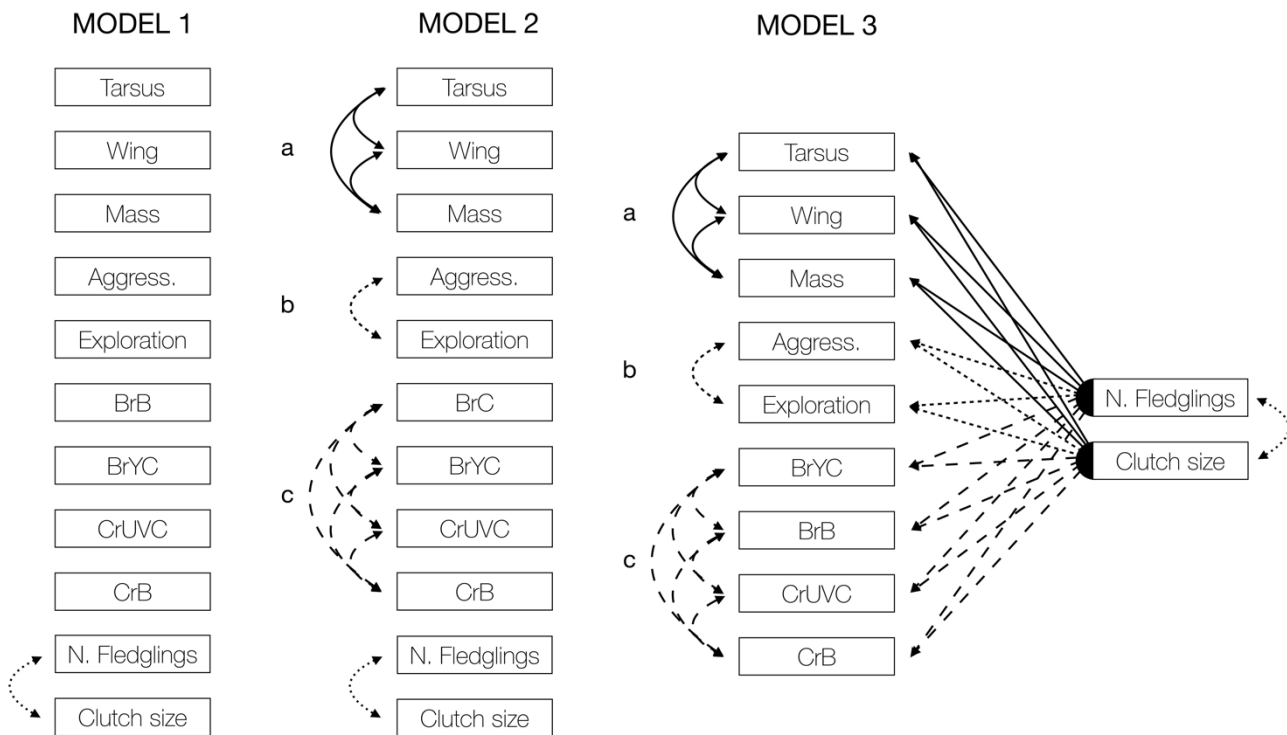 MODEL 1
Tarsus
Wing
Mass
Aggress.
Exploration
BrB
BrYC
CrUVC
CrB
N. Fledglings
Clutch size
MODEL 2
a
b
c
Tarsus
Wing
Mass
Aggress.
Exploration
BrC
BrYC
CrUVC
CrB
N. Fledglings
Clutch size
MODEL 3
a
b
c
Tarsus
Wing
Mass
Aggress.
Exploration
BrYC
BrB
CrUVC
CrB
N. Fledglings
Clutch size